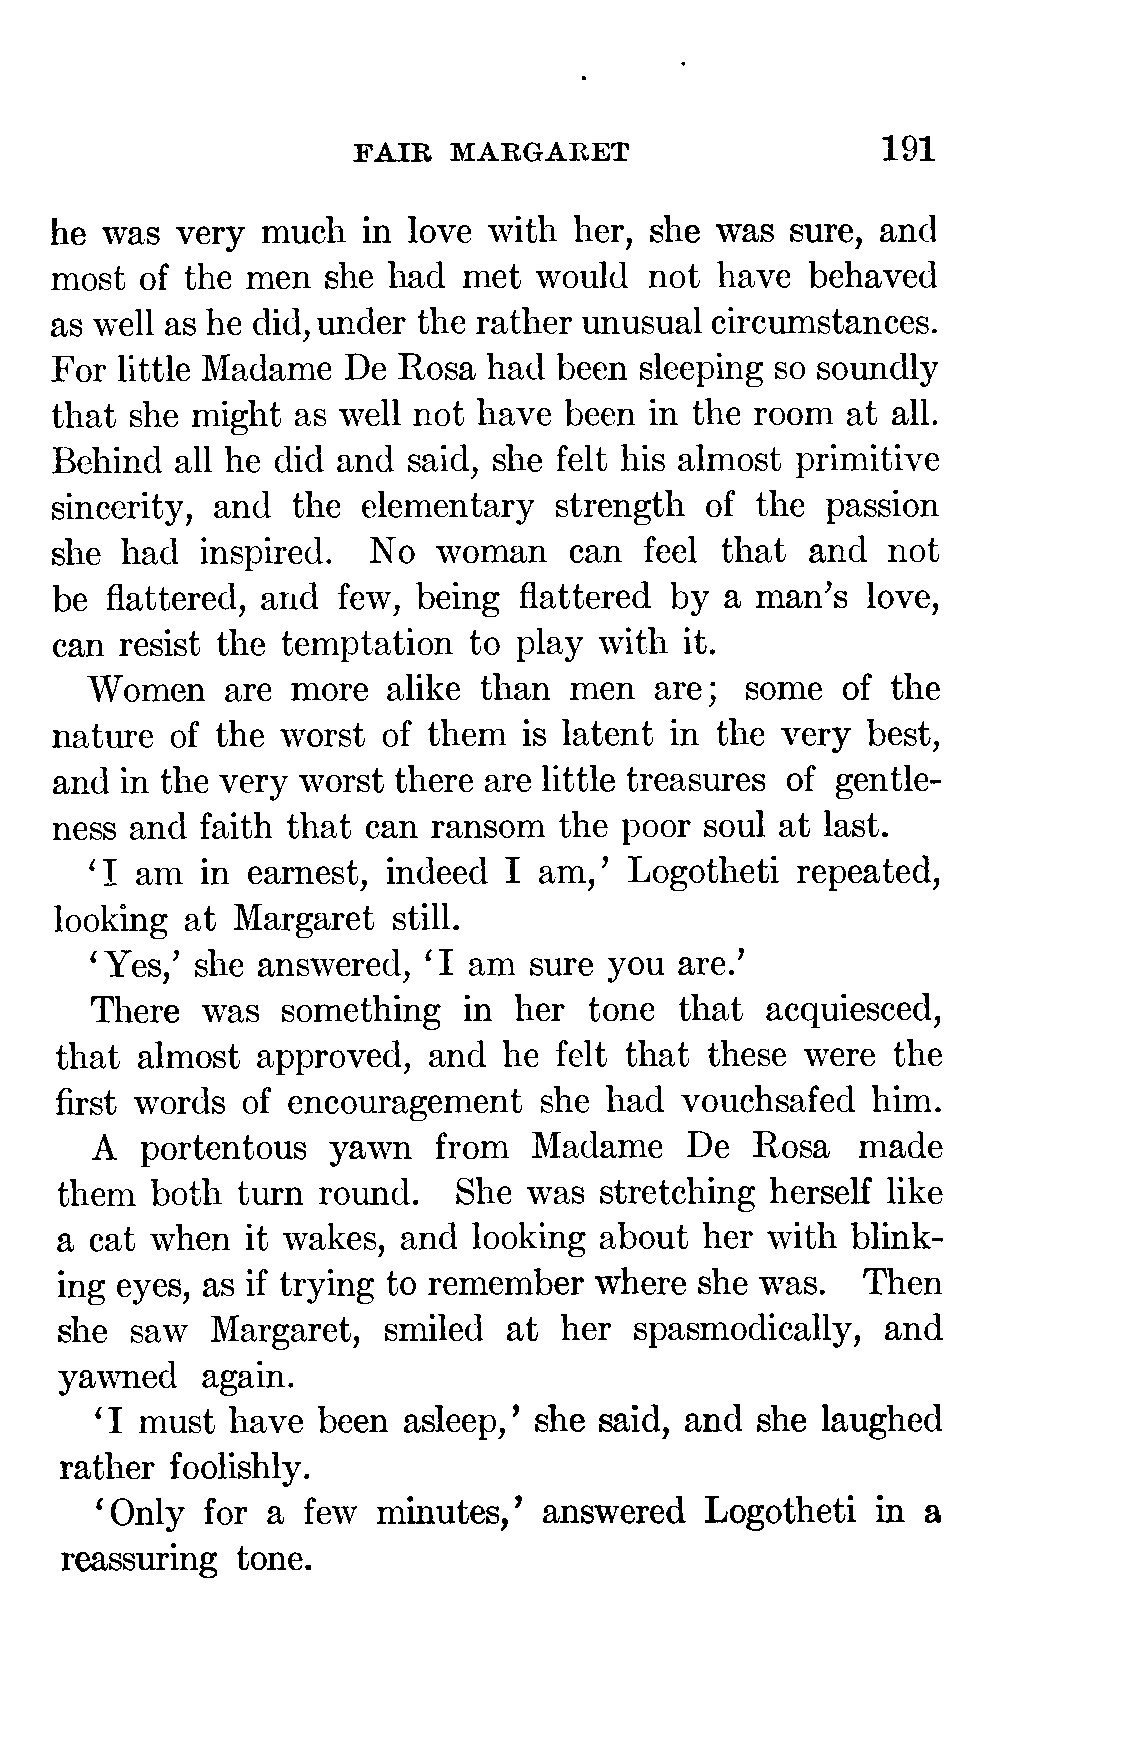 FAIR MARGARET 191
he was very much in love with her, she was sure, and
most of the men she had met would not have behaved
as well as he did, under the rather unusual circumstances.
For little Madame De Rosa had been sleeping so soundly
that she might as well not have been in the room at all.
Behind all he did and said, she felt his almost primitive
sincerity, and the elementary strength of the passion
she had inspired. No woman can feel that and not
be flattered, and few, being flattered by a man's love,
can resist the temptation to play with it.
Women are more alike than men are; some of the
nature of the worst of them is latent in the very best,
and in the very worst there are little treasures of gentle-
ness and faith that can ransom the poor soul at last.
'I am in earnest, indeed I am,' Logotheti repeated,
looking at Margaret still.
'Yes,' she answered, 'I am sure you are.'
There was something in her tone that acquiesced,
that almost approved, and he felt that these were the
first words of encouragement she had vouchsafed him.
A portentous yawn from Madame De Rosa made
them both turn round. She was stretching herself like
a cat when it wakes, and looking about her with blink-
ing eyes, as if trying to remember where she was. Then
she saw Margaret, smiled at her spasmodically, and
yawned again.
'I must have been asleep,' she said, and she laughed
rather foolishly.
'Only for a few minutes,' answered Logotheti in a
reassuring tone.